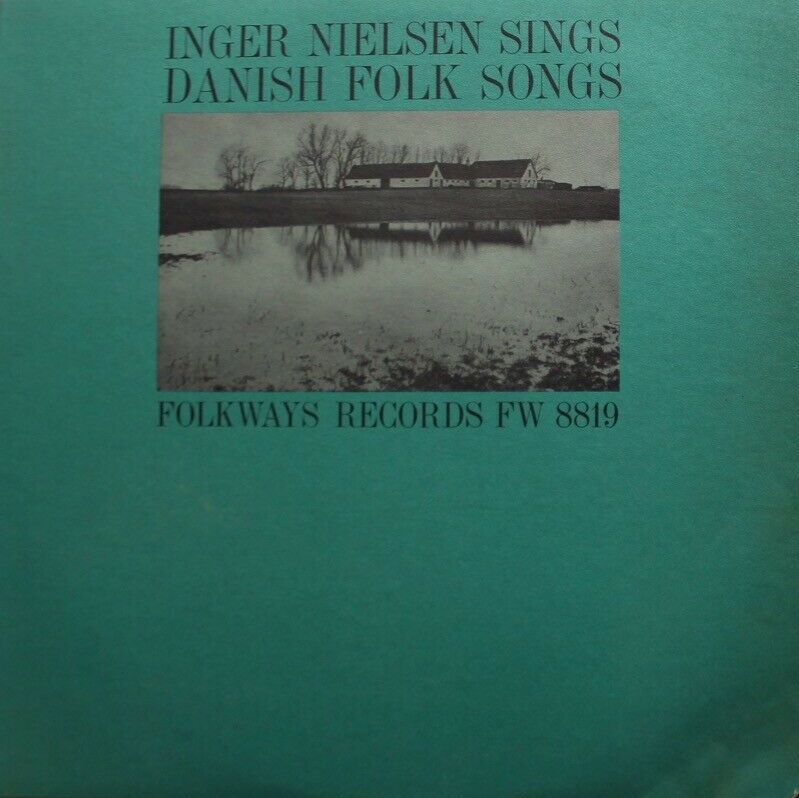 INGER NIELSEN SINGS
DANISH FOLK SONGS
FOLKWAYS RECORDS FW 8819